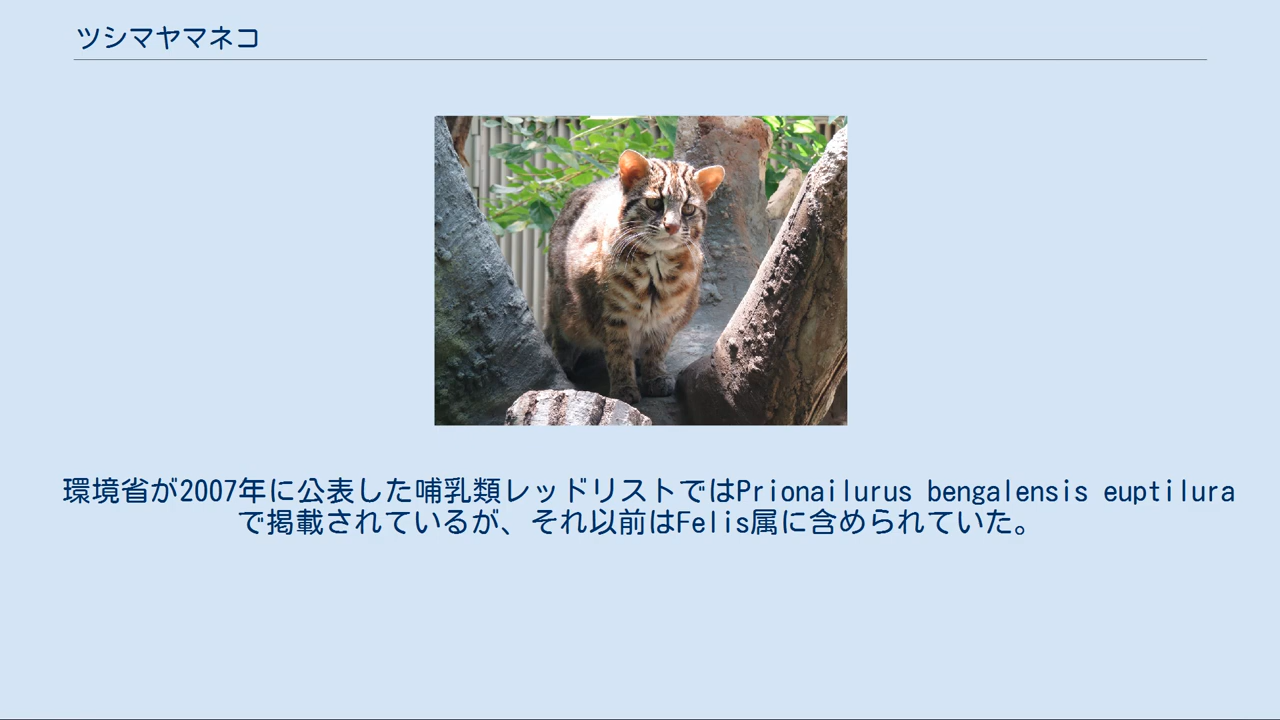 ツシマヤマネコ
環境省が2007年に公表した哺乳類レッドリストではPrionailurus bengalensis euptilura
で掲載されているが、それ以前はFelis属に含められていた。